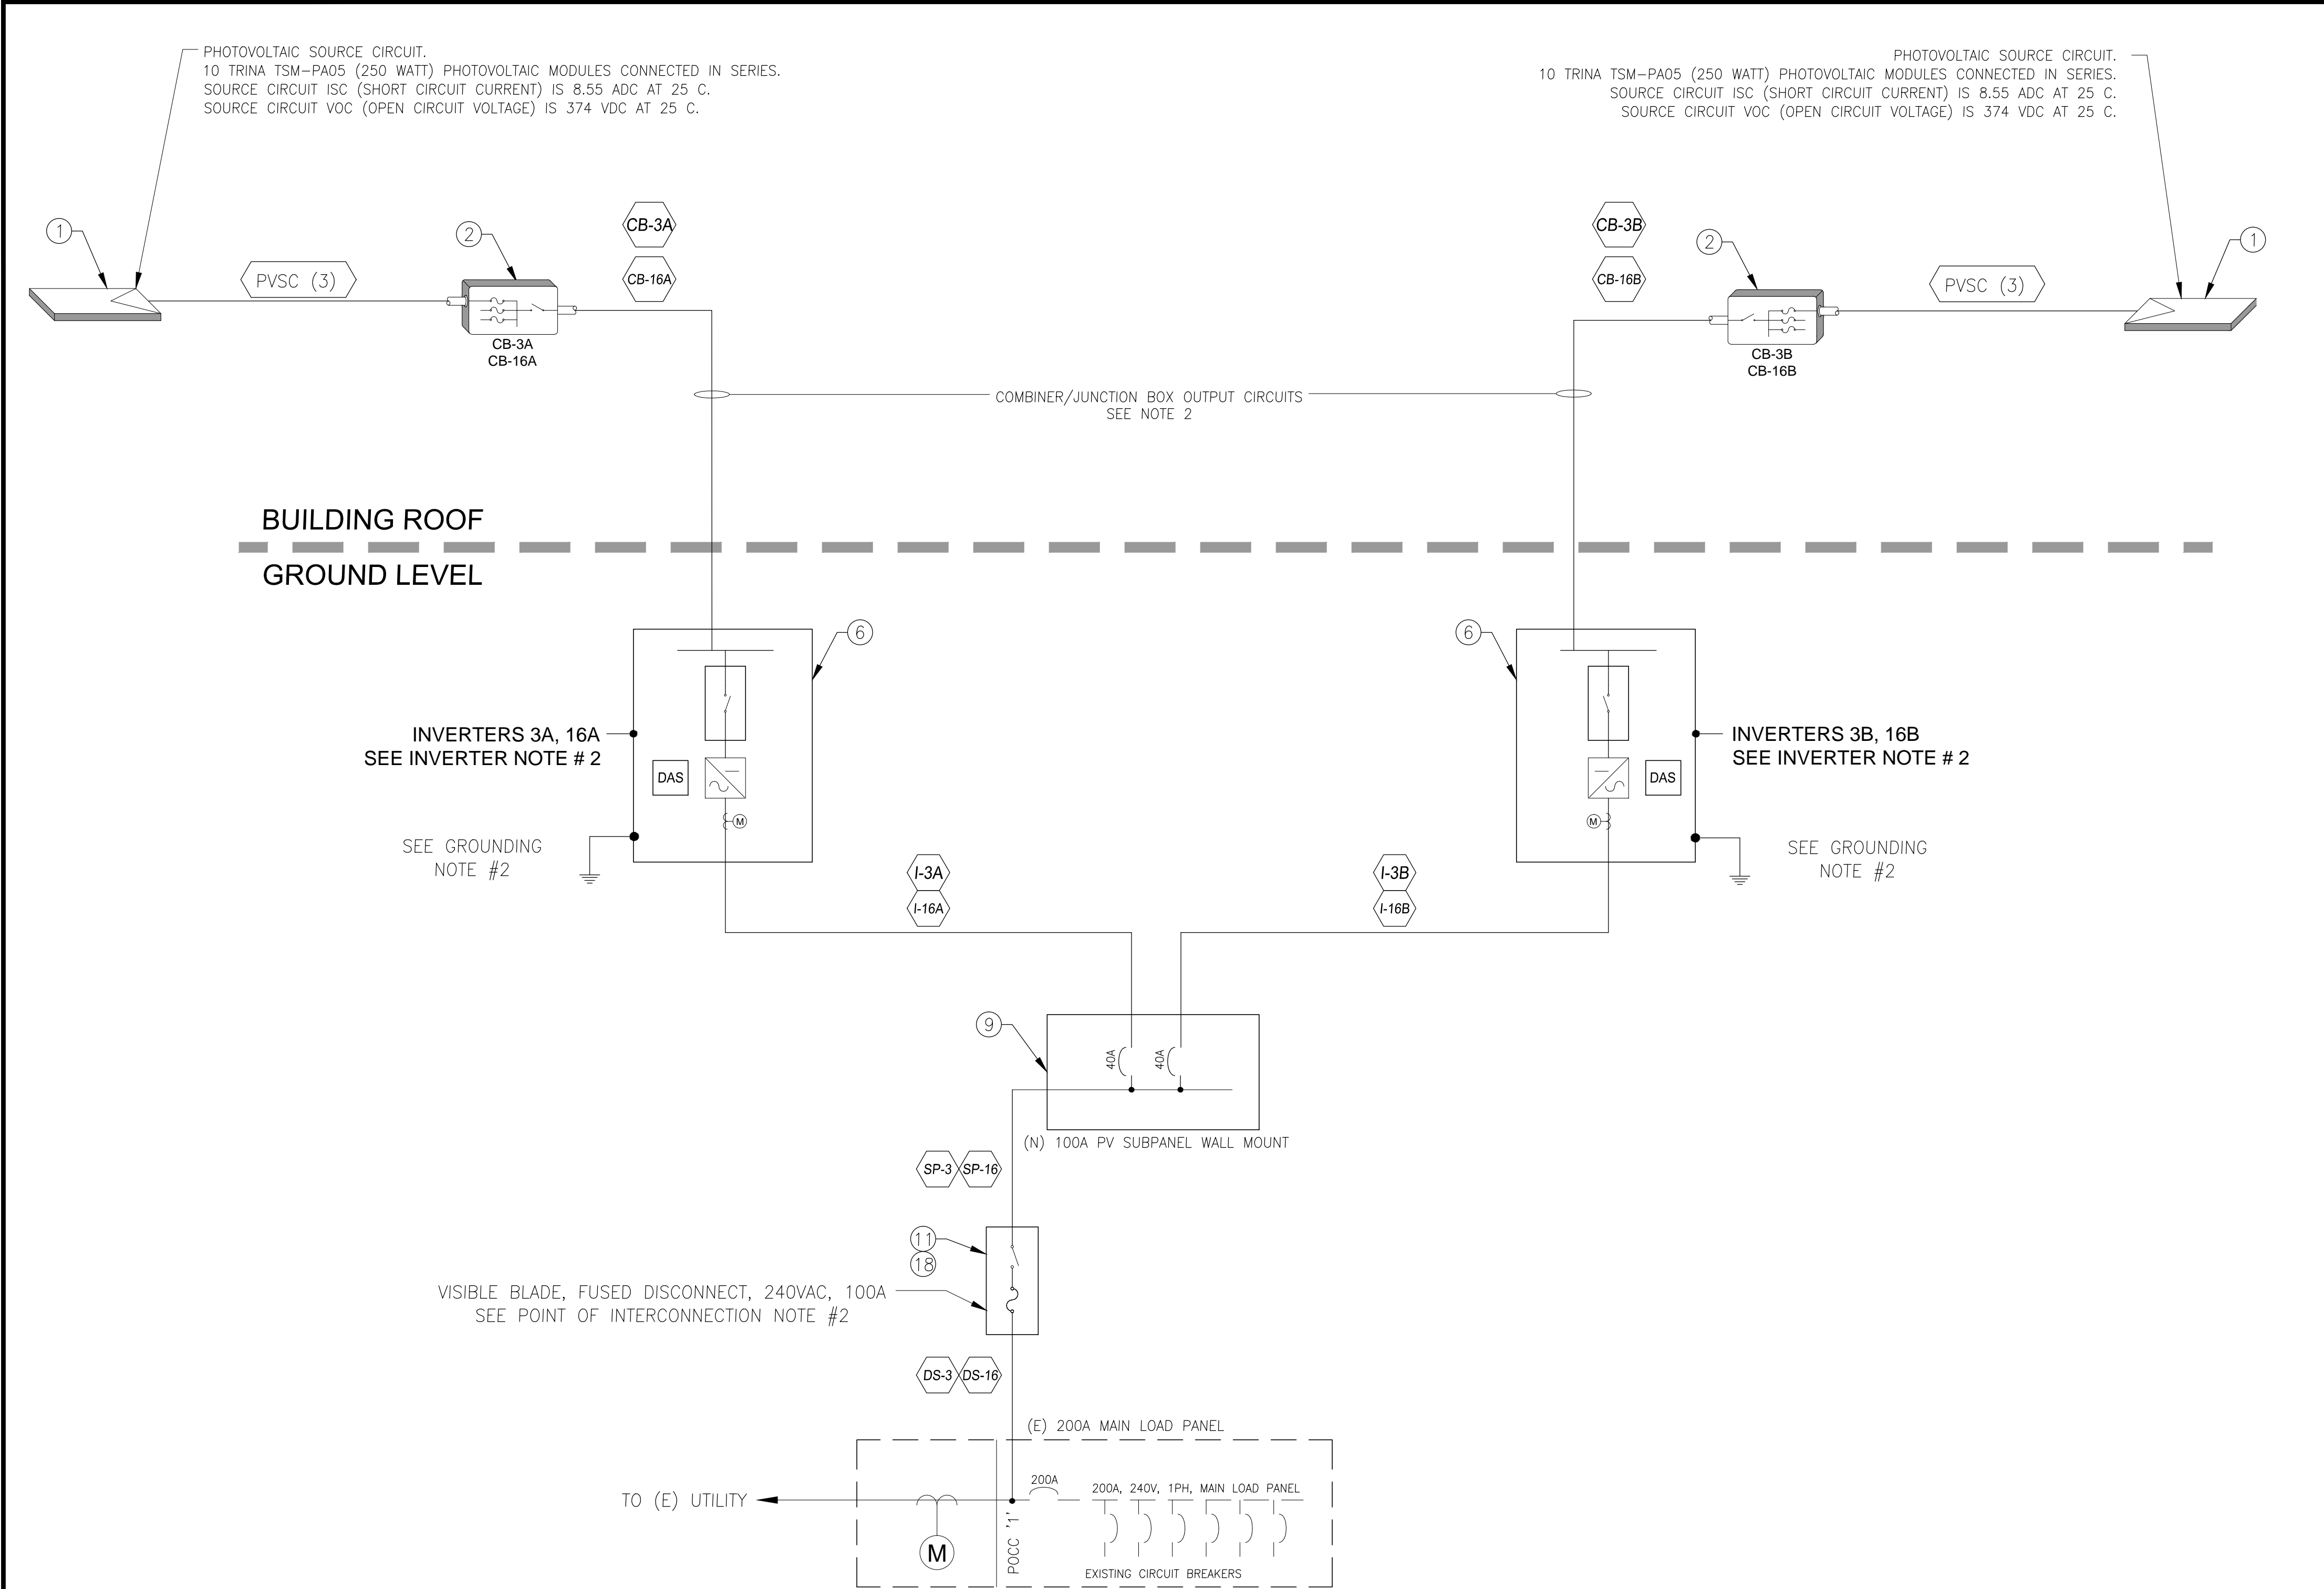 PHOTOVOLTAIC SOURCE CIRCUIT.
10 TRINA TSM-PA05 (250 WATT) PHOTOVOLTAIC MODULES CONNECTED IN SERIES.
SOURCE CIRCUIT ISC (SHORT CIRCUIT CURRENT) IS 8.55 ADC AT 25 C.
SOURCE CIRCUIT VOC (OPEN CIRCUIT VOLTAGE) IS 374 VDC AT 25 C.
PHOTOVOLTAIC SOURCE CIRCUIT.
10 TRINA TSM-PA05 (250 WATT) PHOTOVOLTAIC MODULES CONNECTED IN SERIES.
SOURCE CIRCUIT ISC (SHORT CIRCUIT CURRENT) IS 8.55 ADC AT 25 C.
SOURCE CIRCUIT VOC (OPEN CIRCUIT VOLTAGE) IS 374 VDC AT 25 C.
1
PVSC (3)
2
CB-3A
CB-16A
CB-3A
CB-16A
CB-3B
CB-16B
2
CB-3B
CB-16B
PVSC (3)
1
COMBINER/JUNCTION BOX OUTPUT CIRCUITS
SEE NOTE 2
BUILDING ROOF
GROUND LEVEL
6
INVERTERS 3A, 16A
SEE INVERTER NOTE # 2
DAS
M
SEE GROUNDING
NOTE #2
6
INVERTERS 3B, 16B
SEE INVERTER NOTE # 2
DAS
M
SEE GROUNDING
NOTE #2
I-3A
I-16A
I-3B
I-16B
9
40A
40A
(N) 100A PV SUBPANEL WALL MOUNT
SP-3
SP-16
11
18
VISIBLE BLADE, FUSED DISCONNECT, 240VAC, 100A
SEE POINT OF INTERCONNECTION NOTE #2
DS-3
DS-16
(E) 200A MAIN LOAD PANEL
TO (E) UTILITY
M
POCC '1'
200A
200A, 240V, 1PH, MAIN LOAD PANEL
EXISTING CIRCUIT BREAKERS